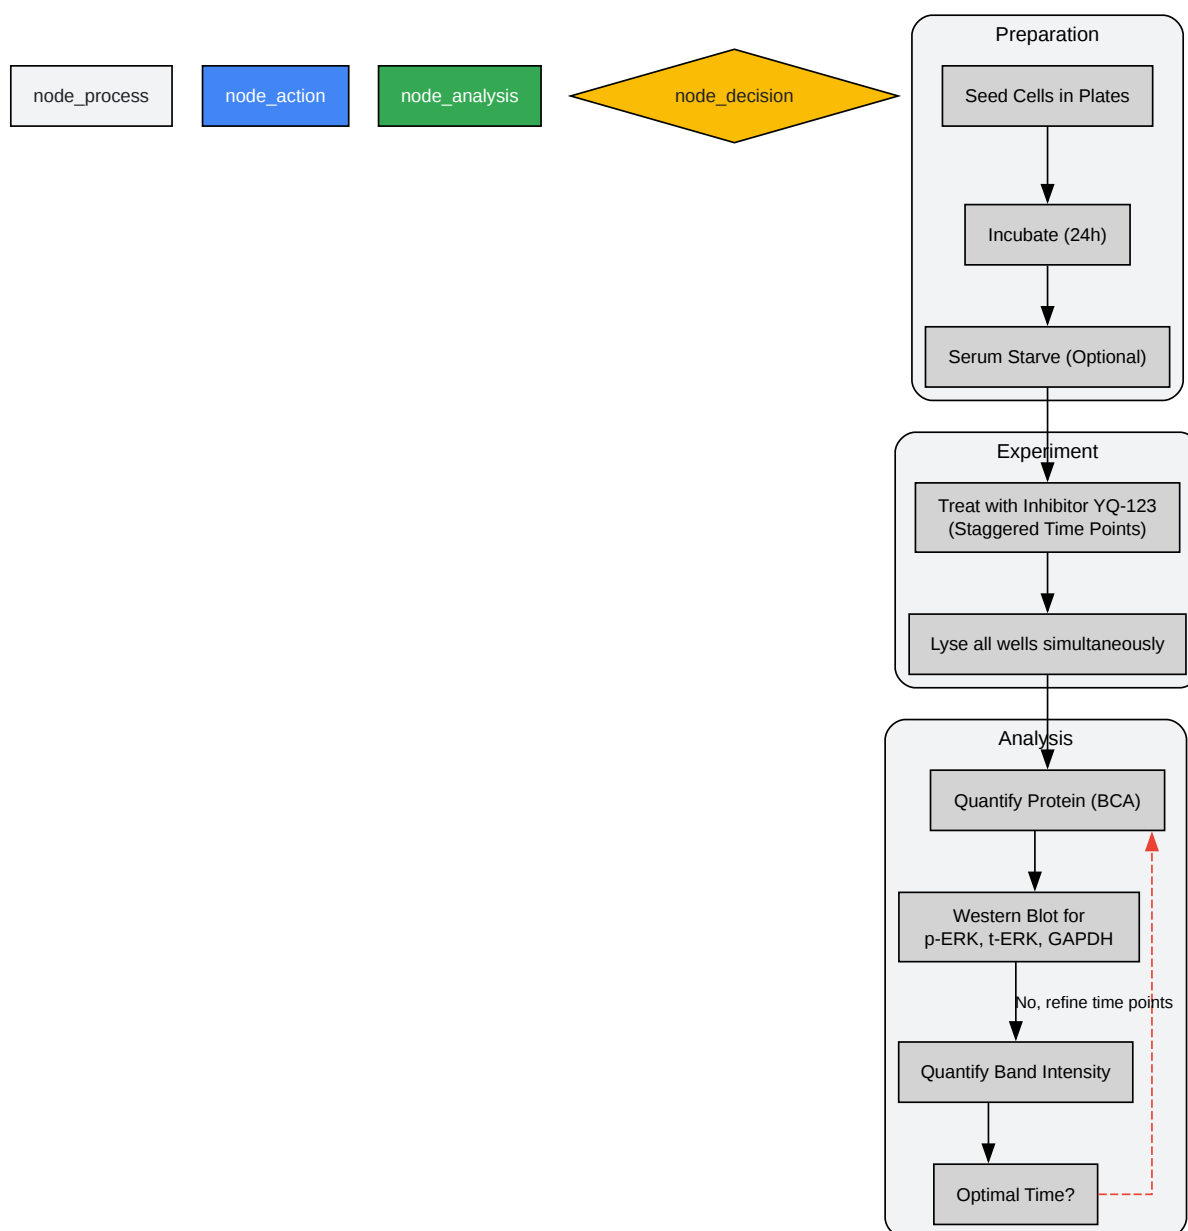 node_process
node_action
node_analysis
node_decision
Preparation
Seed Cells in Plates
Incubate (24h)
Serum Starve (Optional)
Experiment
Treat with Inhibitor YQ-123
(Staggered Time Points)
Lyse all wells simultaneously
Analysis
Quantify Protein (BCA)
Western Blot for
p-ERK, t-ERK, GAPDH
No, refine time points
Quantify Band Intensity
Optimal Time?